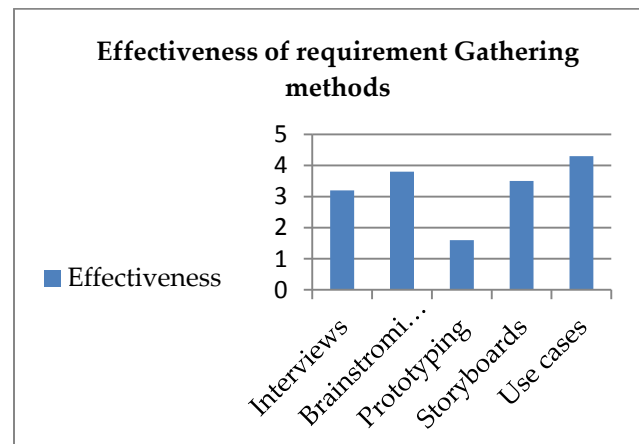 Effectiveness of requirement Gathering
methods
5
4
3
2
1
0
Effectiveness
Interviews
Brainstromi...
Prototyping
Storyboards
Use cases